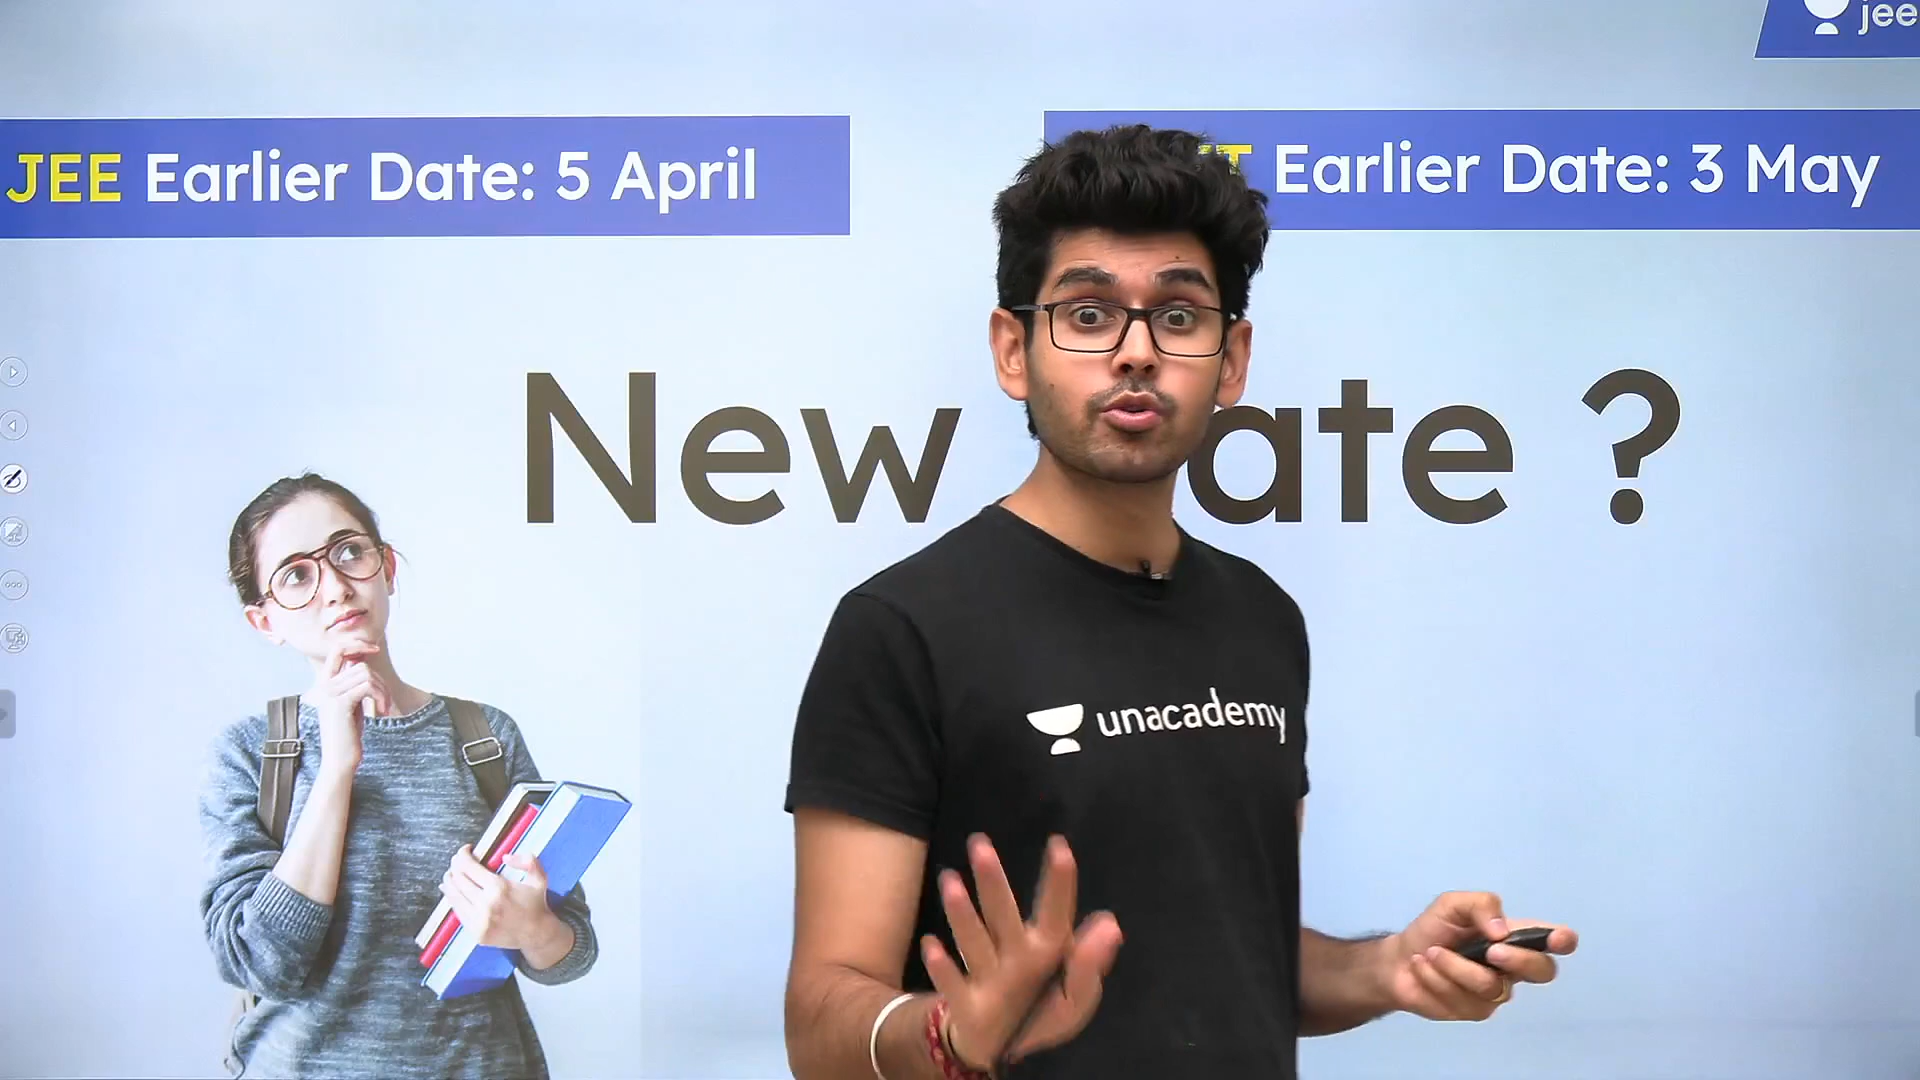 jee
JEE Earlier Date: 5 April
Earlier Date: 3 May
New ate ?
unacademy